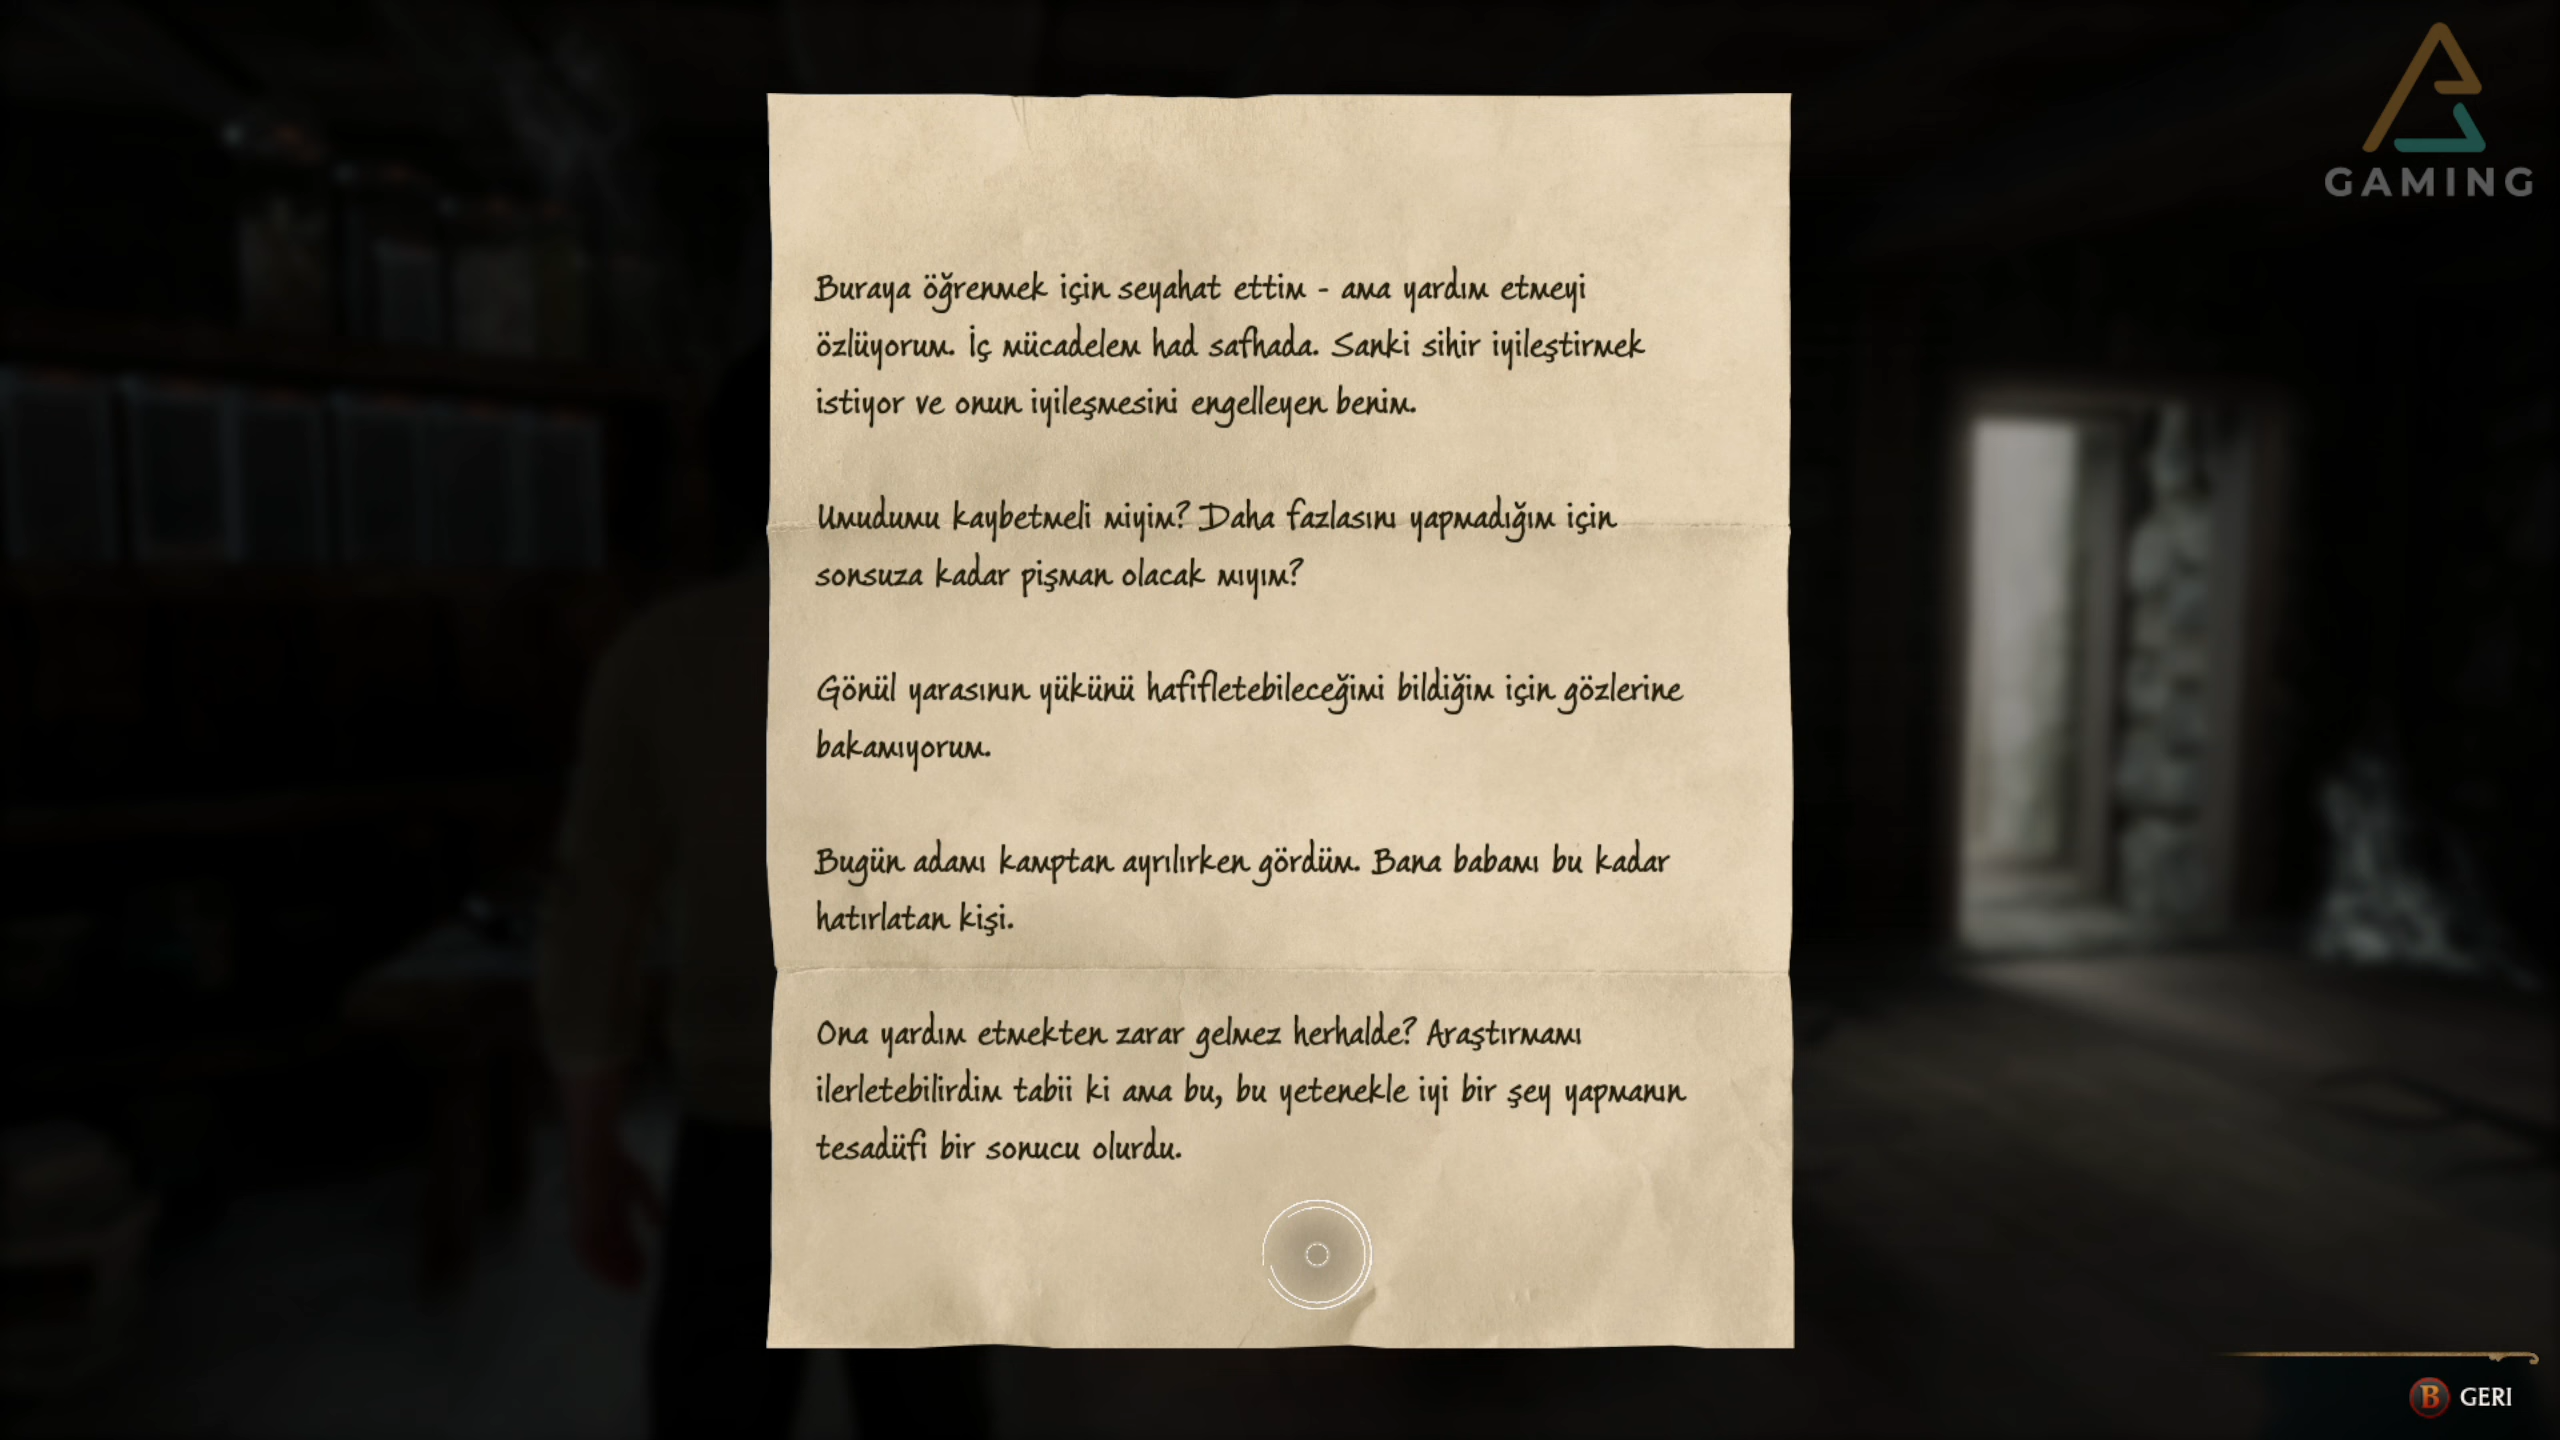 GAMING
Buraya öğrenmek için seyahat ettim - ama yardım etmeyi
özlüyorum. İç mücadelem had safhada. Sanki sihir iyileştirmek
istiyor ve onun iyileşmesini engelleyen benim.
Umudumu kaybetmeli miyim? Daha fazlasını yapmadığım için
sonsuza kadar pişman olacak mıyım?
Gönül yarasının yükünü hafifletebileceğimi bildiğim için gözlerine
bakamıyorum.
Bugün adamı kamptan ayrılırken gördüm. Bana babamı bu kadar
hatırlatan kişi.
Ona yardım etmekten zarar gelmez herhalde? Araştırmamı
ilerletebilirdim tabii ki ama bu, bu yetenekle iyi bir şey yapmanın
tesadüfi bir sonucu olurdu.
B GERI